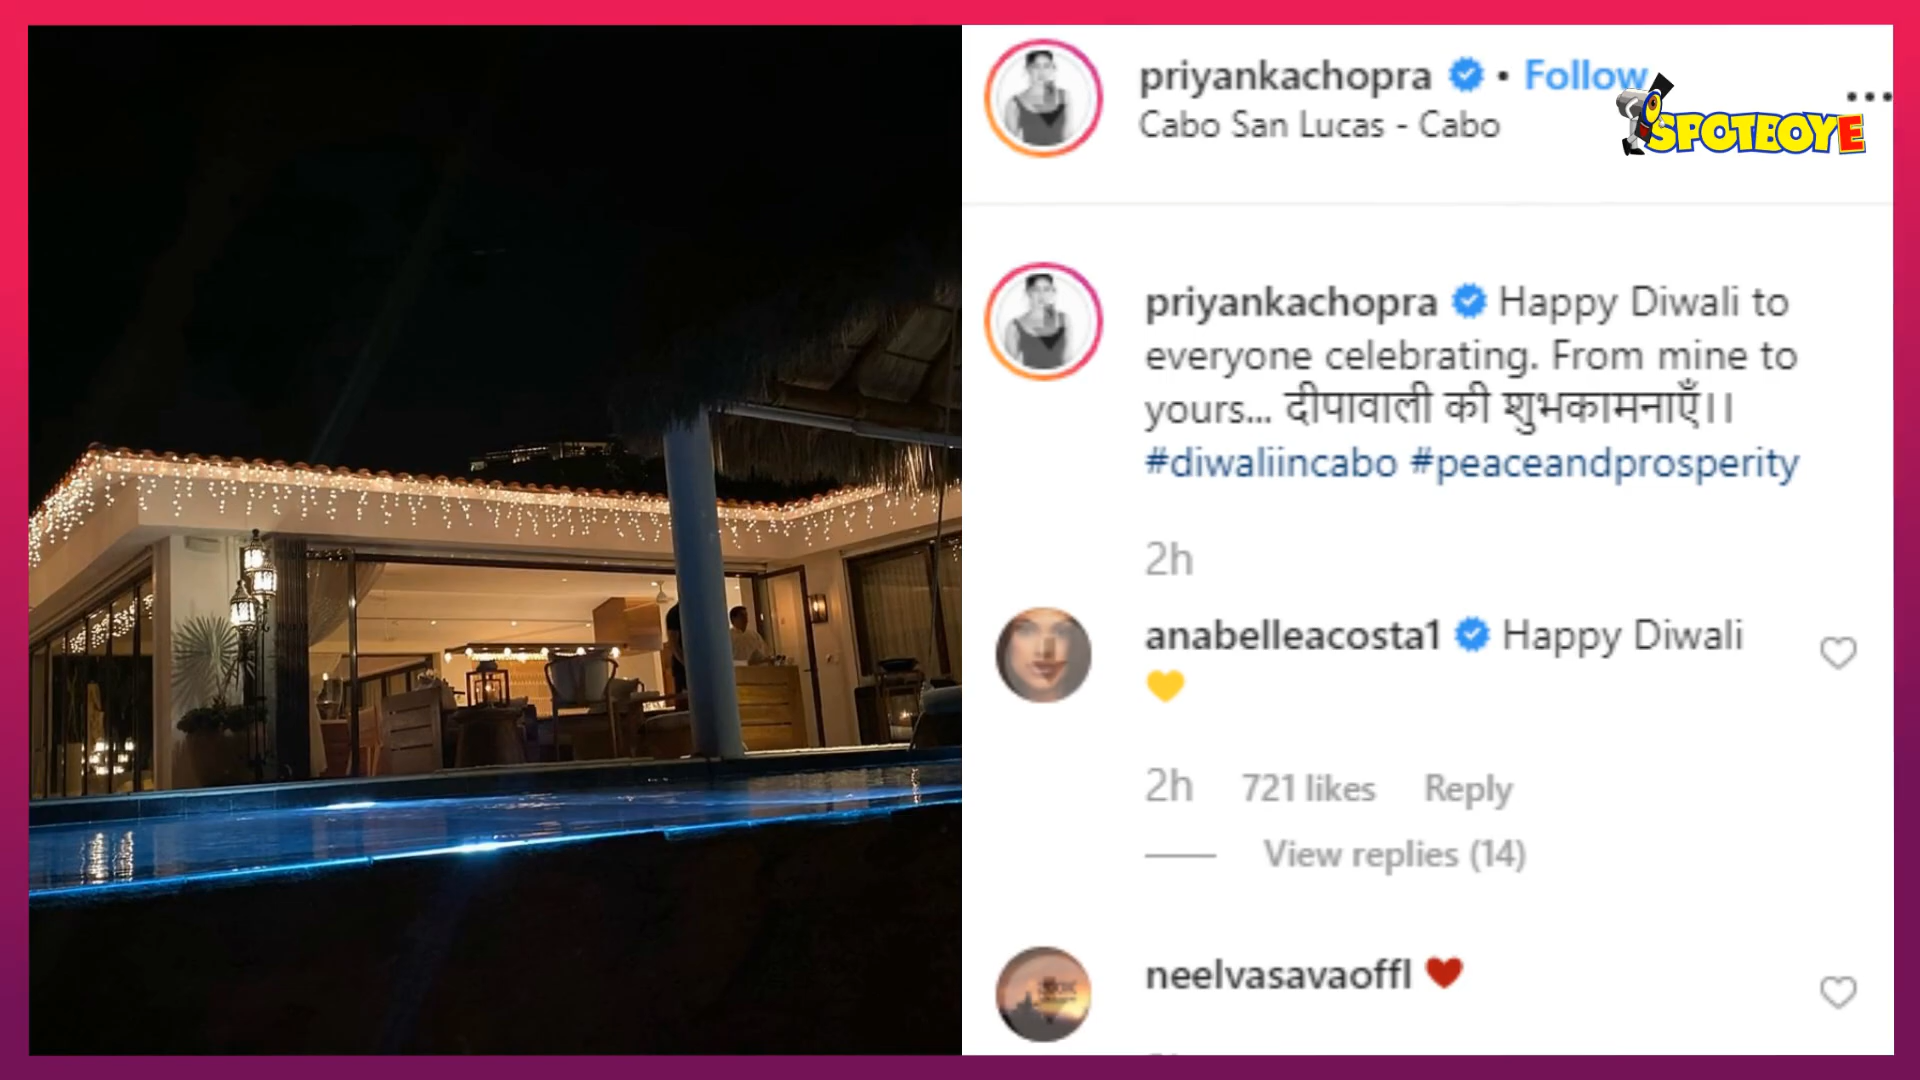 priyankachopra • Follow
Cabo San Lucas - Cabo
SPOTBOYE
priyankachopra Happy Diwali to
everyone celebrating. From mine to
yours... दीपावाली की शुभकामनाएँ।।
#diwaliincabo #peaceandprosperity
2h
anabelleacosta1 Happy Diwali
💛
2h 721 likes Reply
View replies (14)
neelvasavaoffl ❤️